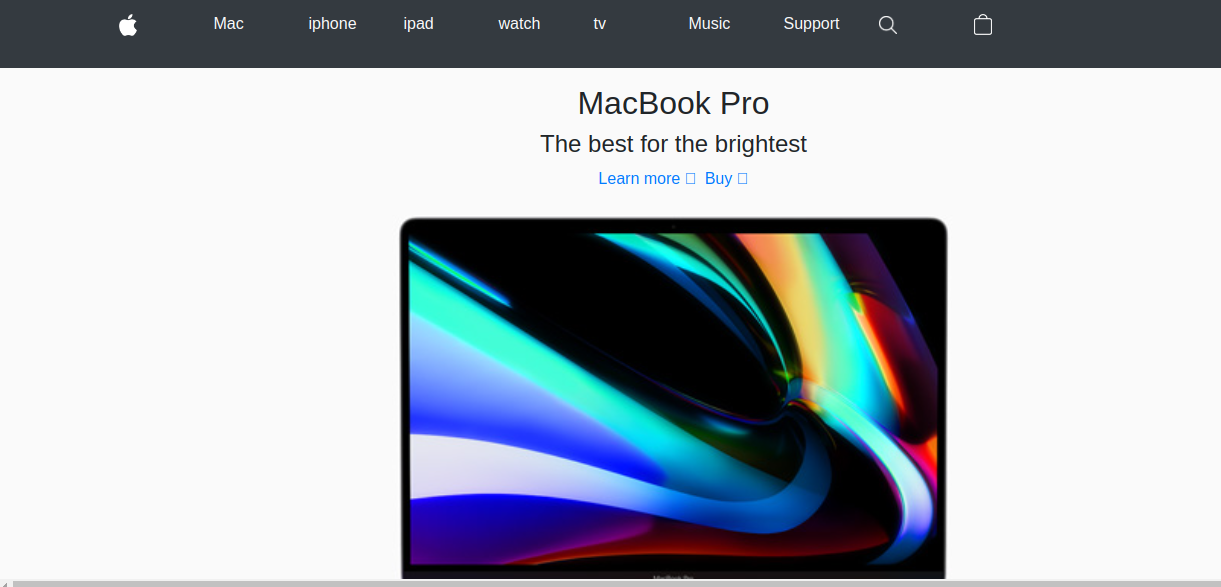 Mac iphone ipad watch tv Music Support
MacBook Pro
The best for the brightest
Learn more Buy
MacBook Pro